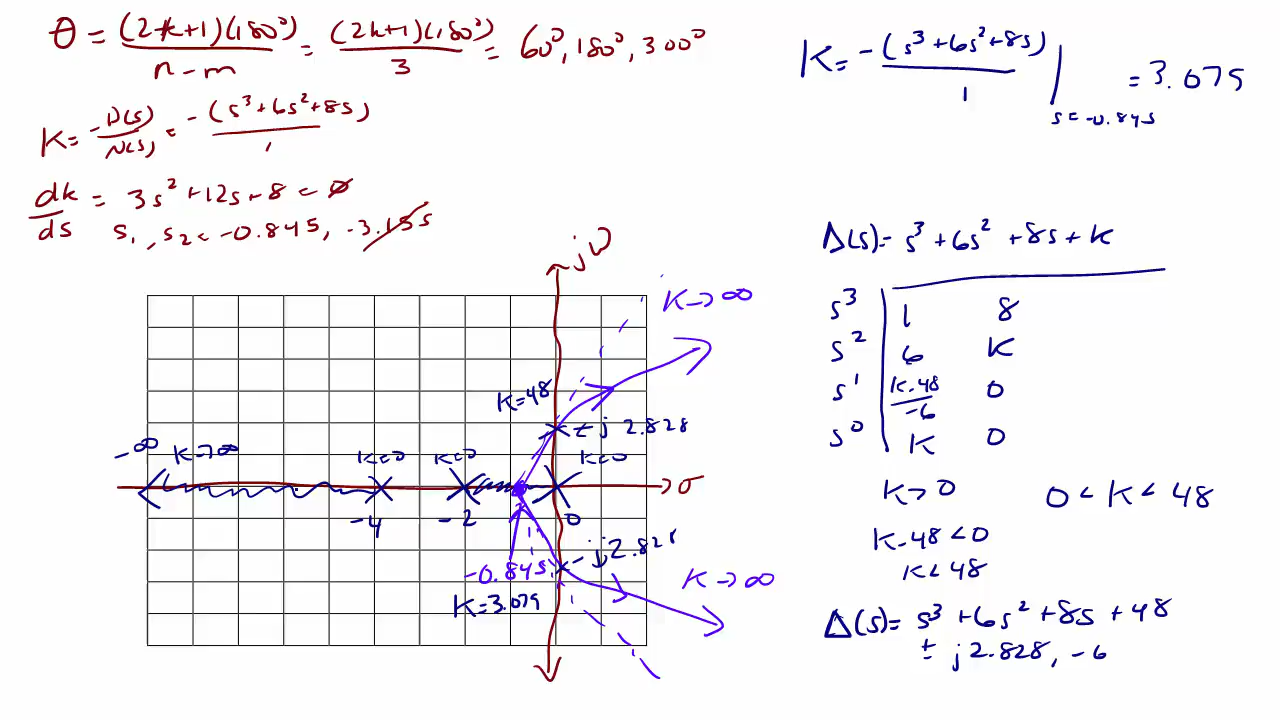 θ = (2k+1)(180°)/(n-m) = (2k+1)(180°)/3 = 60°, 180°, 300°
K = -D(s)/N(s) = -(s³+6s²+8s)/1
dk/ds = 3s²+12s+8 = 0
s₁, s₂ = -0.845, -3.155
K = -(s³+6s²+8s)/1 | s=-0.845 = 3.079
Δ(s) = s³+6s²+8s+K
s³ | 1 8
s² | 6 K
s¹ | K-48/-6 0
s⁰ | K 0
K>0
0 < K < 48
K-48<0
K<48
Δ(s) = s³+6s²+8s+48
± j2.828, -6
jω
K→∞
K=48
+j 2.828
-∞
K→∞
K=0
K=0
K=0
σ
-4
-2
0
-j2.828
-0.845
K=3.079
K→∞